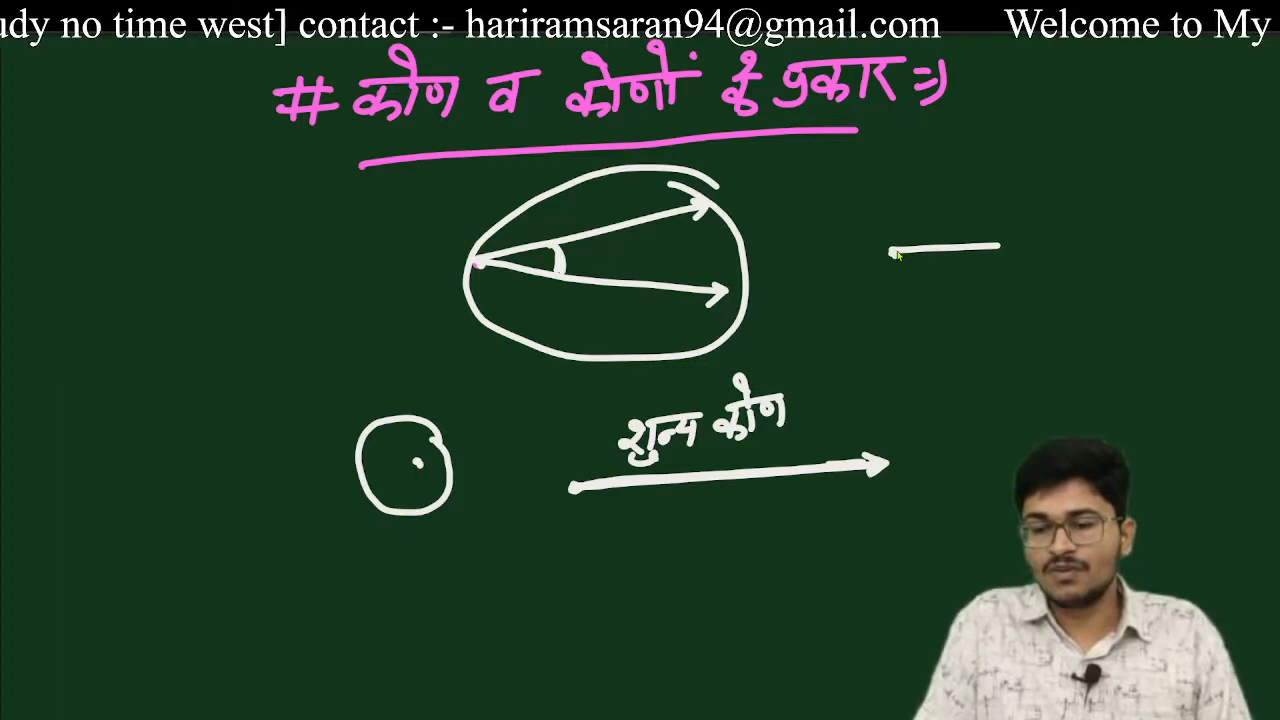 udy no time west] contact :- hariramsaran94@gmail.com Welcome to My
# कोण व कोणों के प्रकार =>
शुन्य कोण